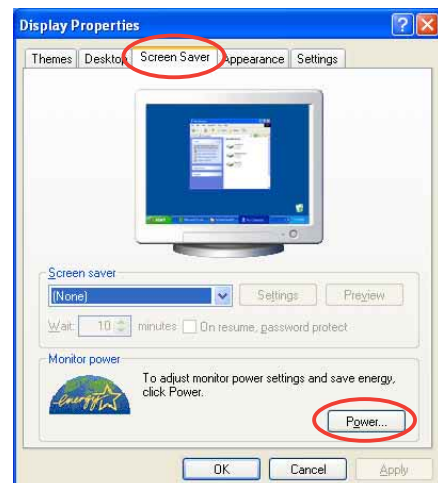 Display Properties
Themes Desktop Screen Saver Appearance Settings
Screen saver
(None) Settings Preview
Wait: 10 minutes On resume, password protect
Monitor power
To adjust monitor power settings and save energy,
click Power.
energy
Power...
OK Cancel Apply